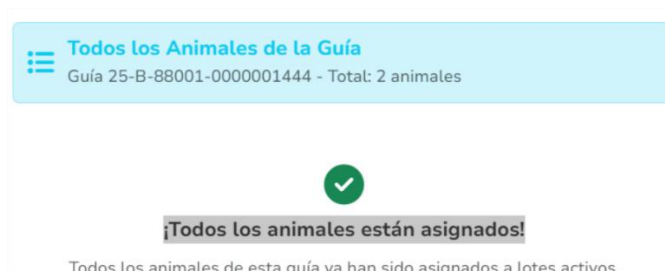 Todos los Animales de la Guía
Guía 25-B-88001-0000001444 - Total: 2 animales
¡Todos los animales están asignados!
Todos los animales de esta guía ya han sido asignados a lotes activos